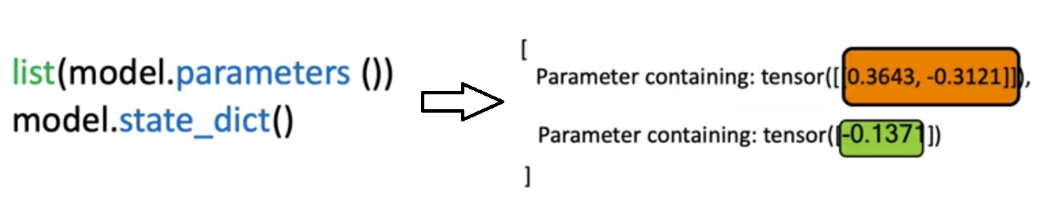 list(model.parameters ())
model.state_dict()
[
Parameter containing: tensor([[0.3643, -0.3121]]),
Parameter containing: tensor([-0.1371])
]